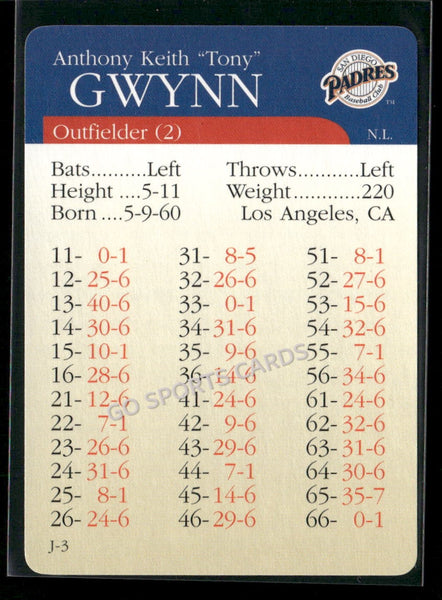 Anthony Keith "Tony"
GWYNN
SAN DIEGO
PADRES
Baseball Club
TM
Outfielder (2)
N.L.
Bats..........Left Throws...........Left
Height ....5-11 Weight............220
Born ....5-9-60 Los Angeles, CA
11- 0-1 31- 8-5 51- 8-1
12- 25-6 32- 26-6 52- 27-6
13- 40-6 33- 0-1 53- 15-6
14- 30-6 34- 31-6 54- 32-6
15- 10-1 35- 9-6 55- 7-1
16- 28-6 36- 56- 34-6
21- 12-6 41- 24-6 61- 24-6
22- 7-1 42- 9-6 62- 32-6
23- 26-6 43- 29-6 63- 31-6
24- 31-6 44- 7-1 64- 30-6
25- 8-1 45- 14-6 65- 35-7
26- 24-6 46- 29-6 66- 0-1
J-3
GO SPORTS CARDS